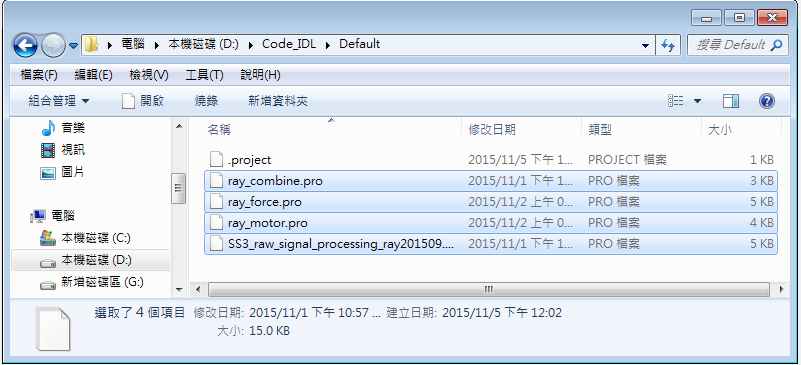 電腦 本機磁碟 (D:) Code_IDL Default 搜尋 Default
檔案(F) 編輯(E) 檢視(V) 工具(T) 說明(H)
組合管理 開啟 燒錄 新增資料夾
音樂
視訊
圖片
電腦
本機磁碟 (C:)
本機磁碟 (D:)
新增磁碟區 (G:)
名稱 修改日期 類型 大小
.project 2015/11/5 下午 1... PROJECT 檔案 1 KB
ray_combine.pro 2015/11/1 下午 1... PRO 檔案 3 KB
ray_force.pro 2015/11/2 上午 0... PRO 檔案 5 KB
ray_motor.pro 2015/11/2 上午 0... PRO 檔案 4 KB
SS3_raw_signal_processing_ray201509.... 2015/11/1 下午 1... PRO 檔案 5 KB
選取了 4 個項目 修改日期: 2015/11/1 下午 10:57 ... 建立日期: 2015/11/5 下午 12:02
大小: 15.0 KB